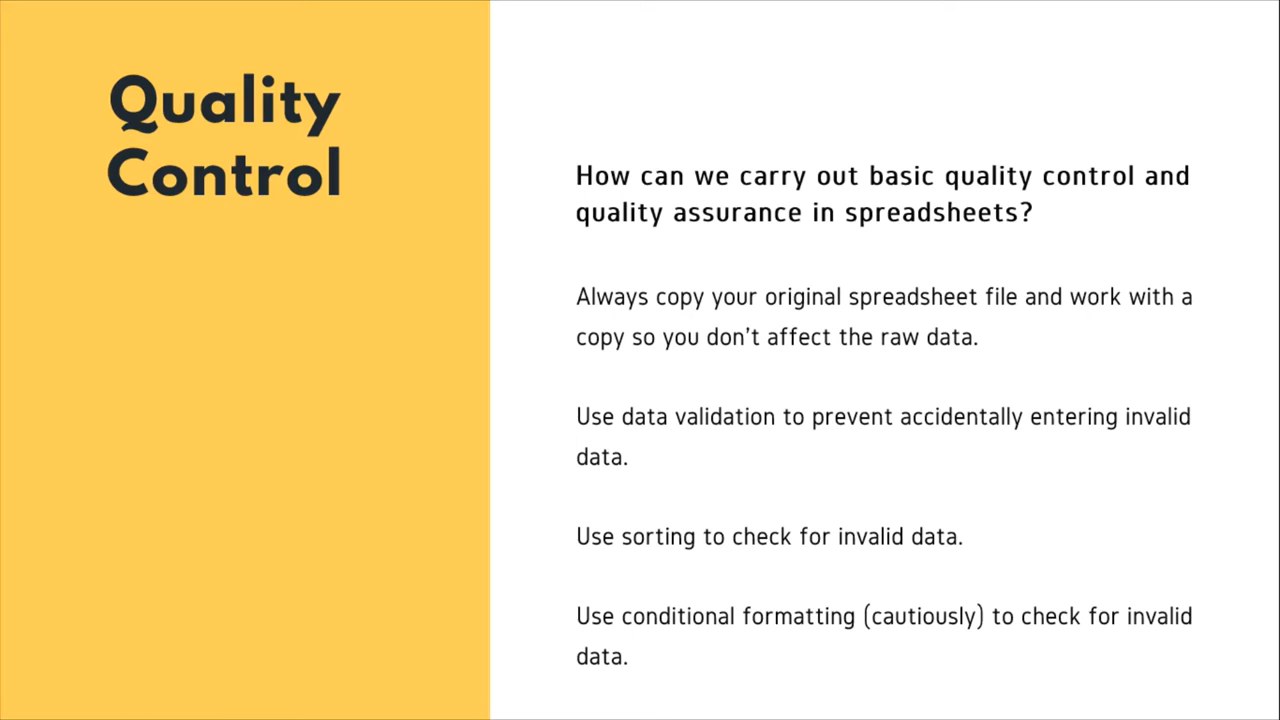 Quality
Control
How can we carry out basic quality control and
quality assurance in spreadsheets?
Always copy your original spreadsheet file and work with a
copy so you don’t affect the raw data.
Use data validation to prevent accidentally entering invalid
data.
Use sorting to check for invalid data.
Use conditional formatting (cautiously) to check for invalid
data.